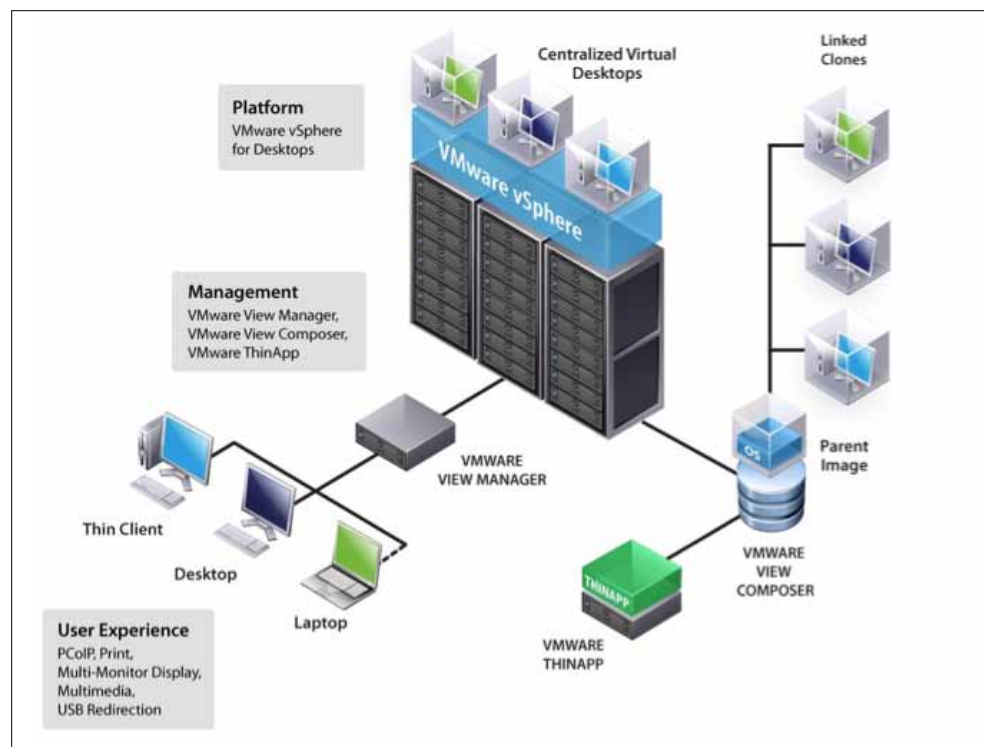 Centralized Virtual
Desktops
Linked
Clones
Platform
VMware vSphere
for Desktops
VMware vSphere
Management
VMware View Manager,
VMware View Composer,
VMware ThinApp
VMWARE
VIEW MANAGER
OS
Parent
Image
Thin Client
Desktop
Laptop
THINAPP
VMWARE
THINAPP
VMWARE
VIEW
COMPOSER
User Experience
PCoIP, Print,
Multi-Monitor Display,
Multimedia,
USB Redirection